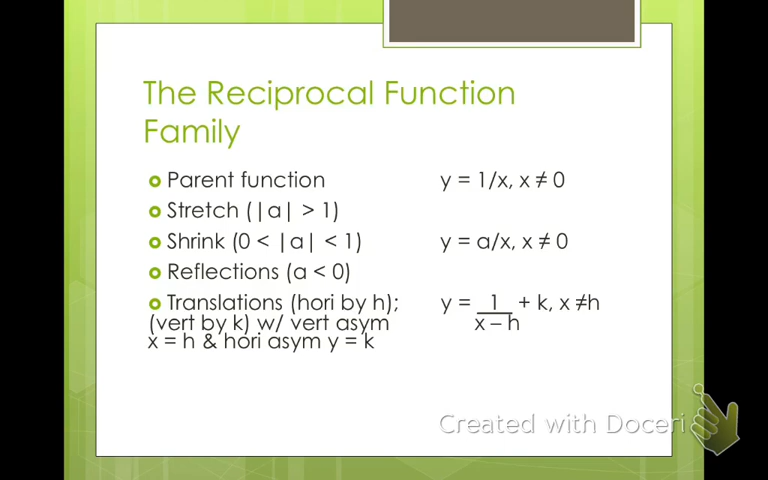 The Reciprocal Function
Family
Parent function y = 1/x, x ≠ 0
Stretch (|a| > 1)
Shrink (0 < |a| < 1) y = a/x, x ≠ 0
Reflections (a < 0)
Translations (hori by h); y = 1 + k, x ≠h
(vert by k) w/ vert asym x – h
x = h & hori asym y = k
Created with Doceri